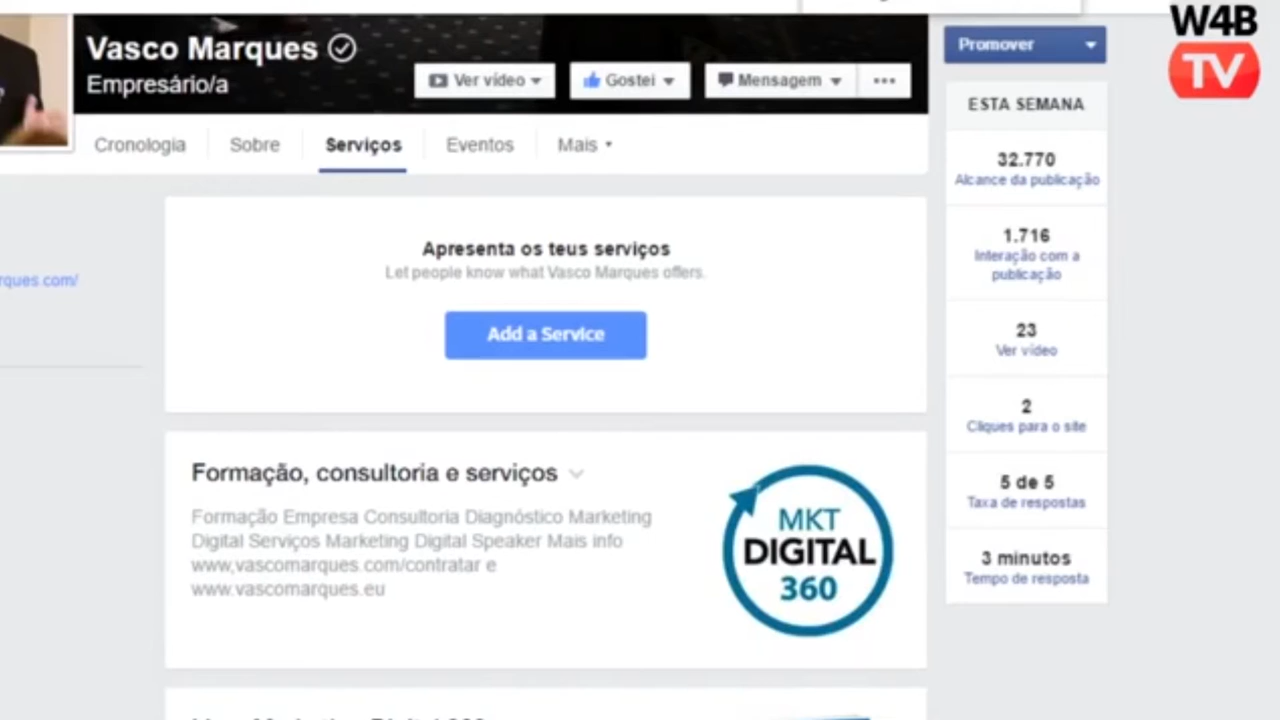 W4B
TV
Vasco Marques
Empresário/a
Ver vídeo
Gostei
Mensagem
Promover
Cronologia
Sobre
Serviços
Eventos
Mais
ESTA SEMANA
32.770
Alcance da publicação
1.716
Interação com a
publicação
23
Ver vídeo
2
Cliques para o site
5 de 5
Taxa de respostas
3 minutos
Tempo de resposta
rques.com/
Apresenta os teus serviços
Let people know what Vasco Marques offers.
Add a Service
Formação, consultoria e serviços
Formação Empresa Consultoria Diagnóstico Marketing
Digital Serviços Marketing Digital Speaker Mais info
www,vascomarques.com/contratar e
www.vascomarques.eu
MKT
DIGITAL
360